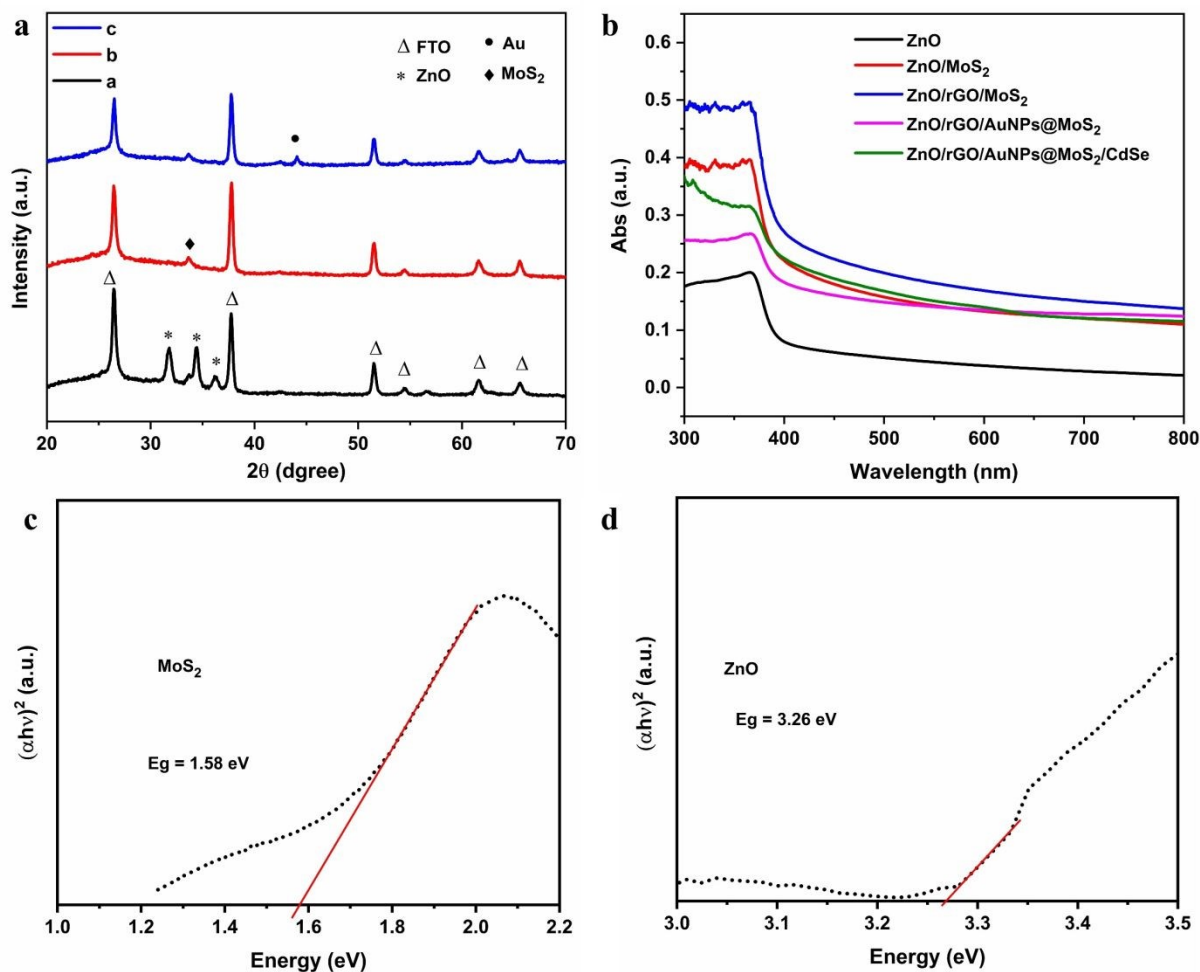 a
c
b
a
Δ FTO
● Au
* ZnO
◆ MoS₂
Intensity (a.u.)
◆
●
Δ
*
*
*
Δ
Δ
Δ
Δ
Δ
20 30 40 50 60 70
2θ (dgree)
b
ZnO
ZnO/MoS₂
ZnO/rGO/MoS₂
ZnO/rGO/AuNPs@MoS₂
ZnO/rGO/AuNPs@MoS₂/CdSe
Abs (a.u.)
0.6
0.5
0.4
0.3
0.2
0.1
0.0
300 400 500 600 700 800
Wavelength (nm)
c
MoS₂
Eg = 1.58 eV
(αhν)² (a.u.)
1.0 1.2 1.4 1.6 1.8 2.0 2.2
Energy (eV)
d
ZnO
Eg = 3.26 eV
(αhν)² (a.u.)
3.0 3.1 3.2 3.3 3.4 3.5
Energy (eV)